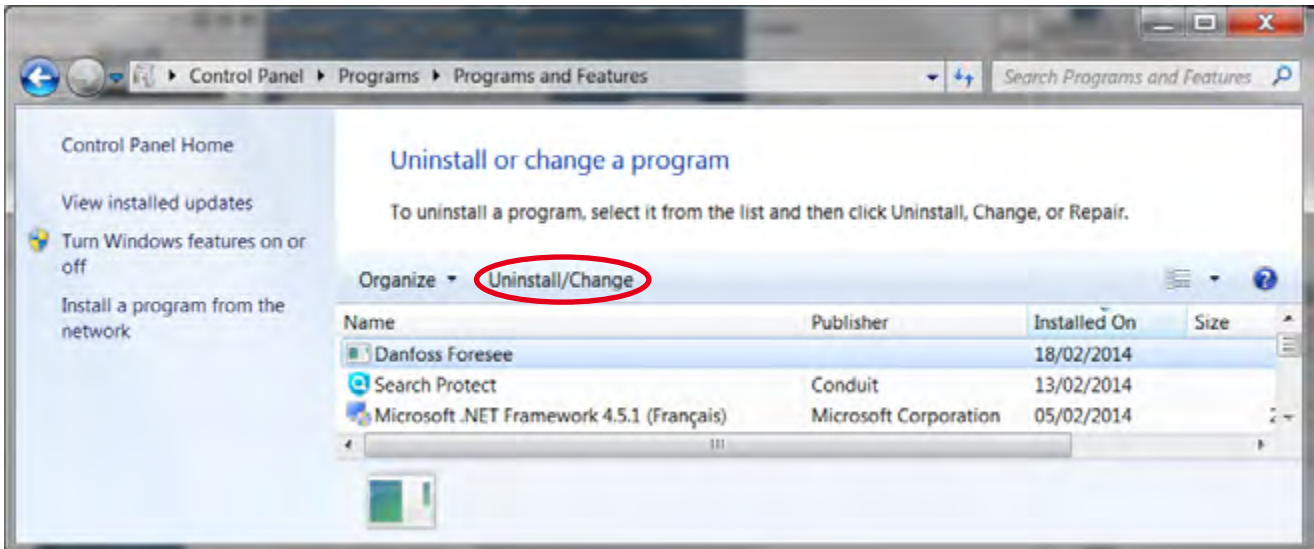 Control Panel ▸ Programs ▸ Programs and Features
Search Programs and Features
Control Panel Home
View installed updates
Turn Windows features on or
off
Install a program from the
network
Uninstall or change a program
To uninstall a program, select it from the list and then click Uninstall, Change, or Repair.
Organize Uninstall/Change
Name Publisher Installed On Size
Danfoss Foresee 18/02/2014
Search Protect Conduit 13/02/2014
Microsoft .NET Framework 4.5.1 (Français) Microsoft Corporation 05/02/2014 2